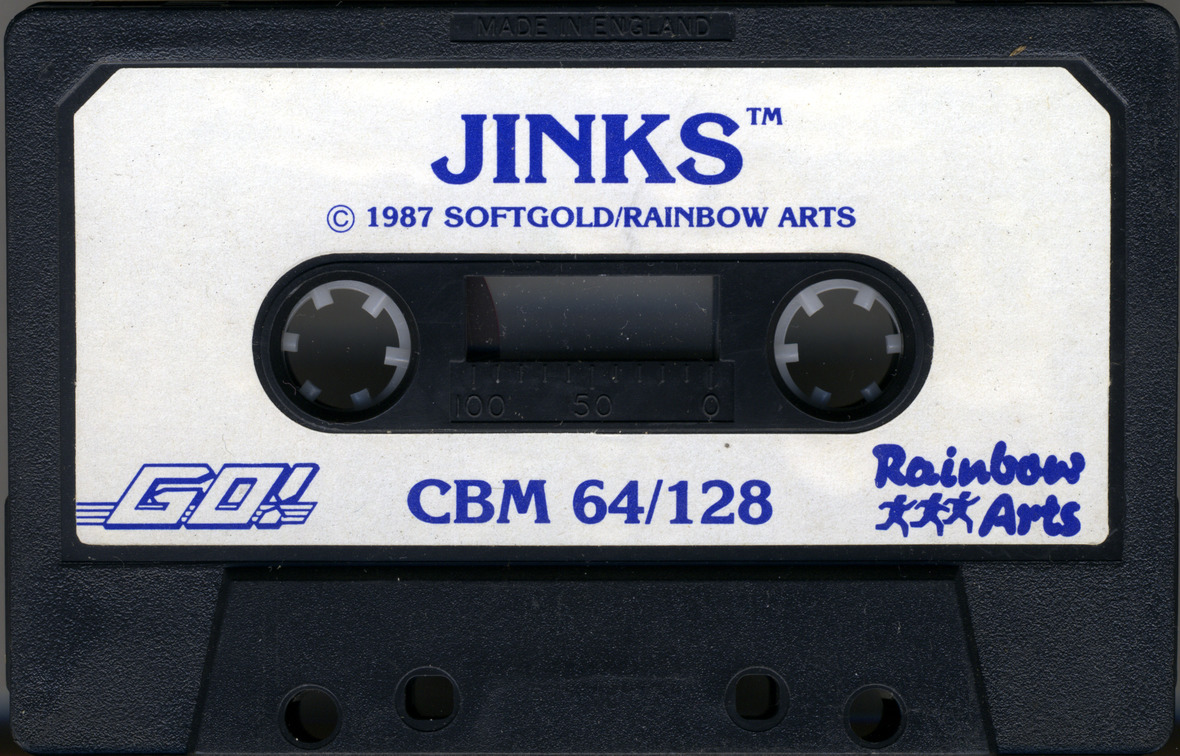 MADE IN ENGLAND
JINKS™
© 1987 SOFTGOLD/RAINBOW ARTS
100 50 0
GO!
CBM 64/128
Rainbow
Arts